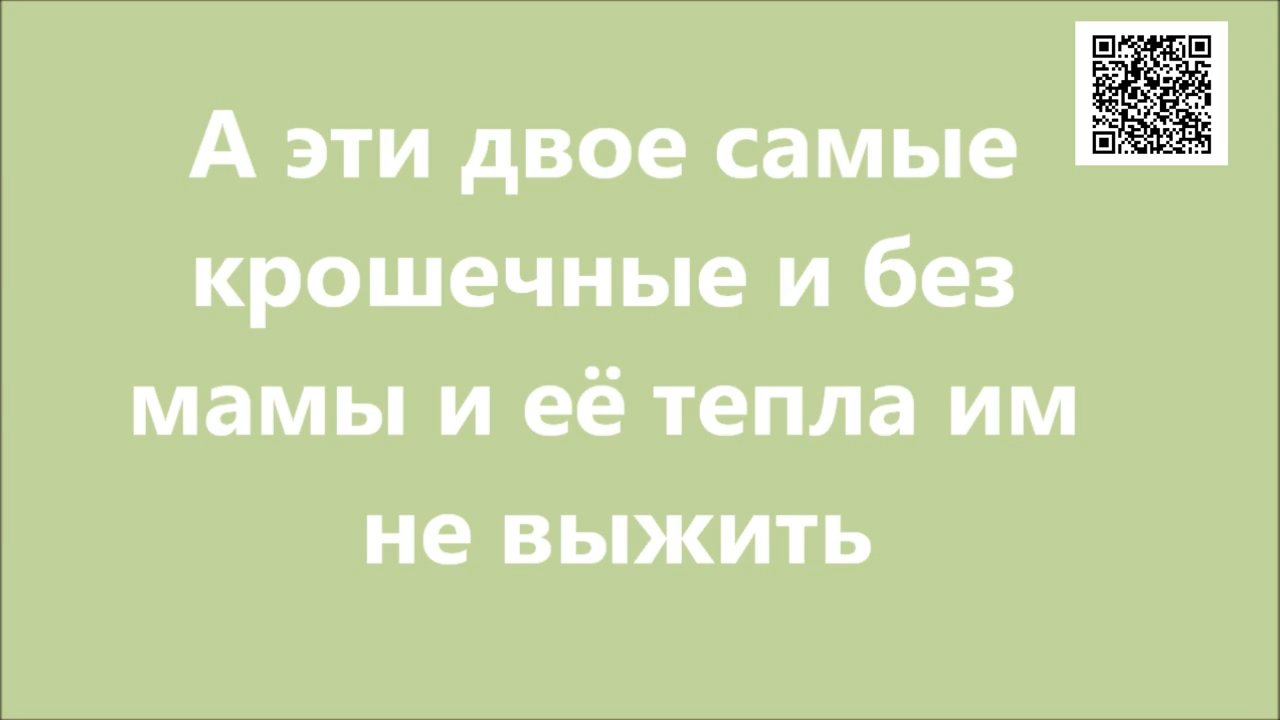 А эти двое самые
крошечные и без
мамы и её тепла им
не выжить